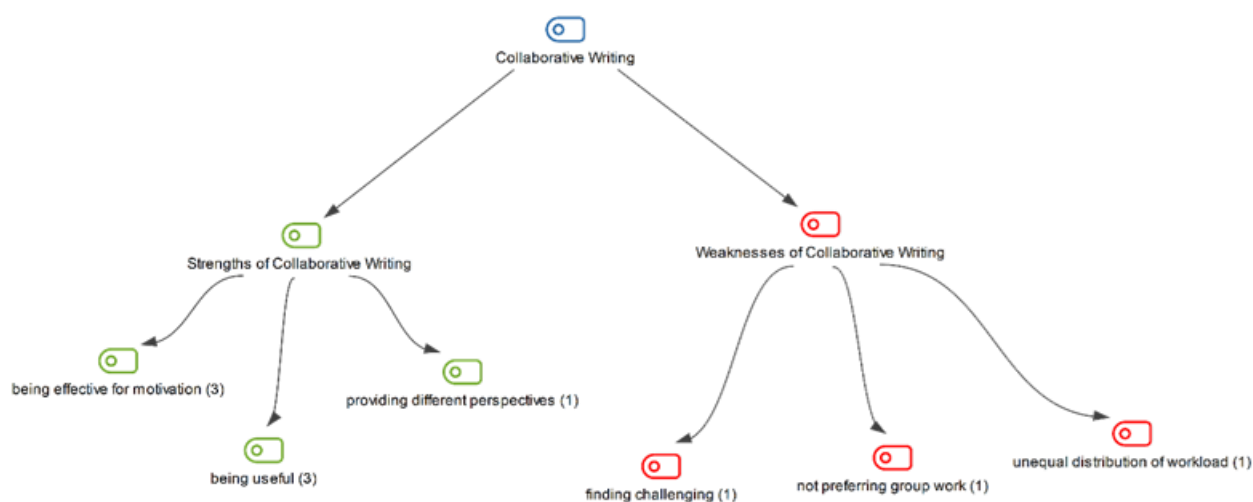 Collaborative Writing
Strengths of Collaborative Writing
Weaknesses of Collaborative Writing
being effective for motivation (3)
providing different perspectives (1)
being useful (3)
finding challenging (1)
not preferring group work (1)
unequal distribution of workload (1)